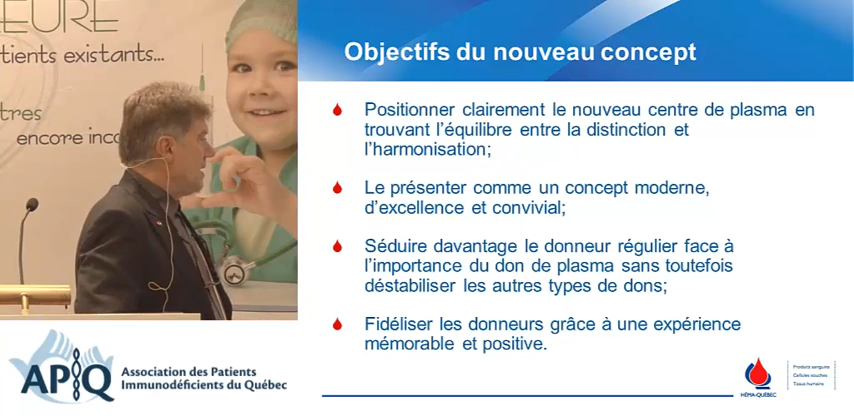 EURE
tients existants...
tres
encore inco
APIQ
Association des Patients
Immunodéficients du Québec
Objectifs du nouveau concept
Positionner clairement le nouveau centre de plasma en
trouvant l'équilibre entre la distinction et
l'harmonisation;
Le présenter comme un concept moderne,
d'excellence et convivial;
Séduire davantage le donneur régulier face à
l'importance du don de plasma sans toutefois
déstabiliser les autres types de dons;
Fidéliser les donneurs grâce à une expérience
mémorable et positive.
HÉMA-QUÉBEC
Produits sanguins
Cellules souches
Tissus humains